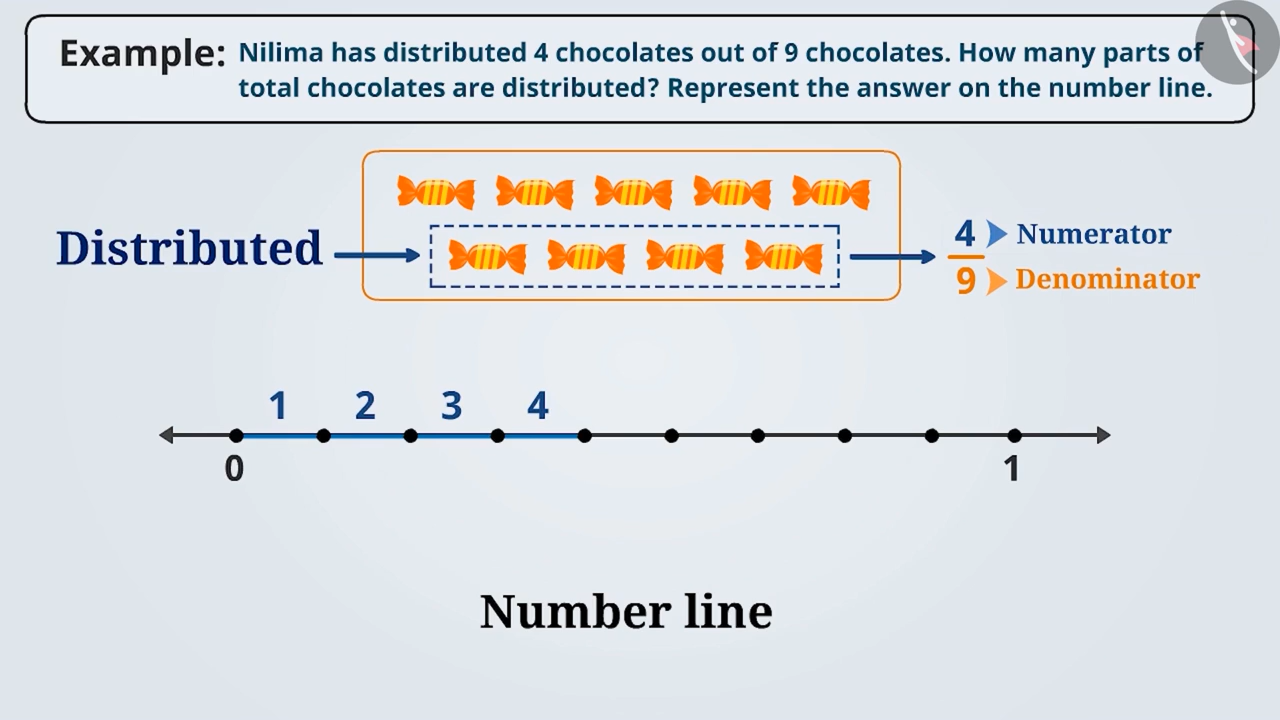 Example: Nilima has distributed 4 chocolates out of 9 chocolates. How many parts of
total chocolates are distributed? Represent the answer on the number line.
Distributed
4 Numerator
9 Denominator
1 2 3 4
0 1
Number line